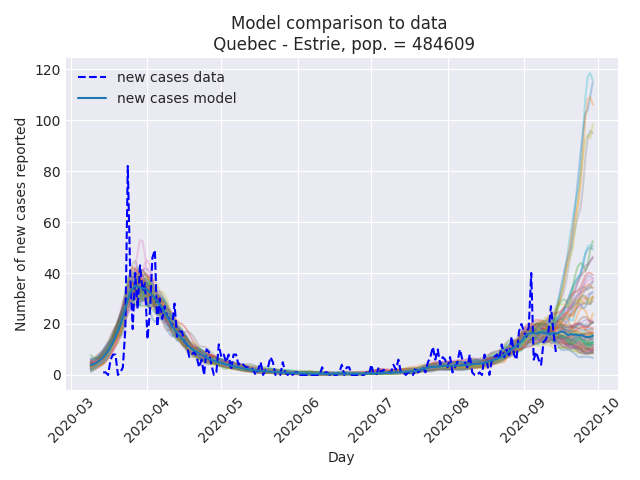 Model comparison to data
Quebec - Estrie, pop. = 484609
new cases data
new cases model
Number of new cases reported
120
100
80
60
40
20
0
2020-03
2020-04
2020-05
2020-06
2020-07
2020-08
2020-09
2020-10
Day